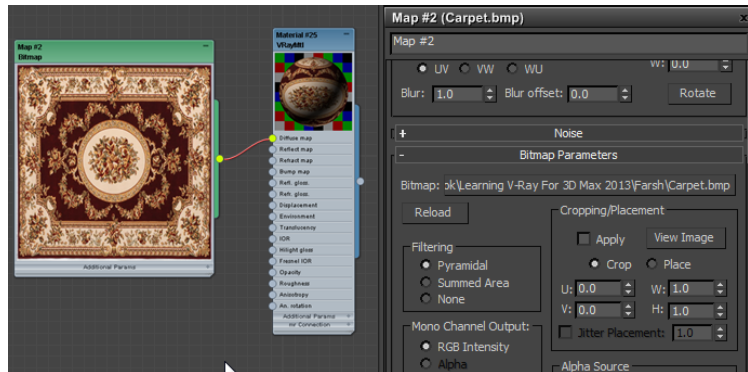 Map #2
Bitmap
Additional Params
Material #25
VRayMtl
Diffuse map
Reflect map
Refract map
Bump map
Refl. gloss.
Refr. gloss.
Displacement
Environment
Translucency
IOR
Hilight gloss
Fresnel IOR
Opacity
Roughness
Anisotropy
An. rotation
Additional Params
mr Connection
Map #2 (Carpet.bmp)
x
Map #2
UV VW WU W: 0.0
Blur: 1.0 Blur offset: 0.0 Rotate
+ Noise
- Bitmap Parameters
Bitmap: ok\Learning V-Ray For 3D Max 2013\Farsh\Carpet.bmp
Reload
Cropping/Placement
Apply View Image
Crop Place
U: 0.0 W: 1.0
V: 0.0 H: 1.0
Jitter Placement: 1.0
Filtering
Pyramidal
Summed Area
None
Mono Channel Output:
RGB Intensity
Alpha
Alpha Source